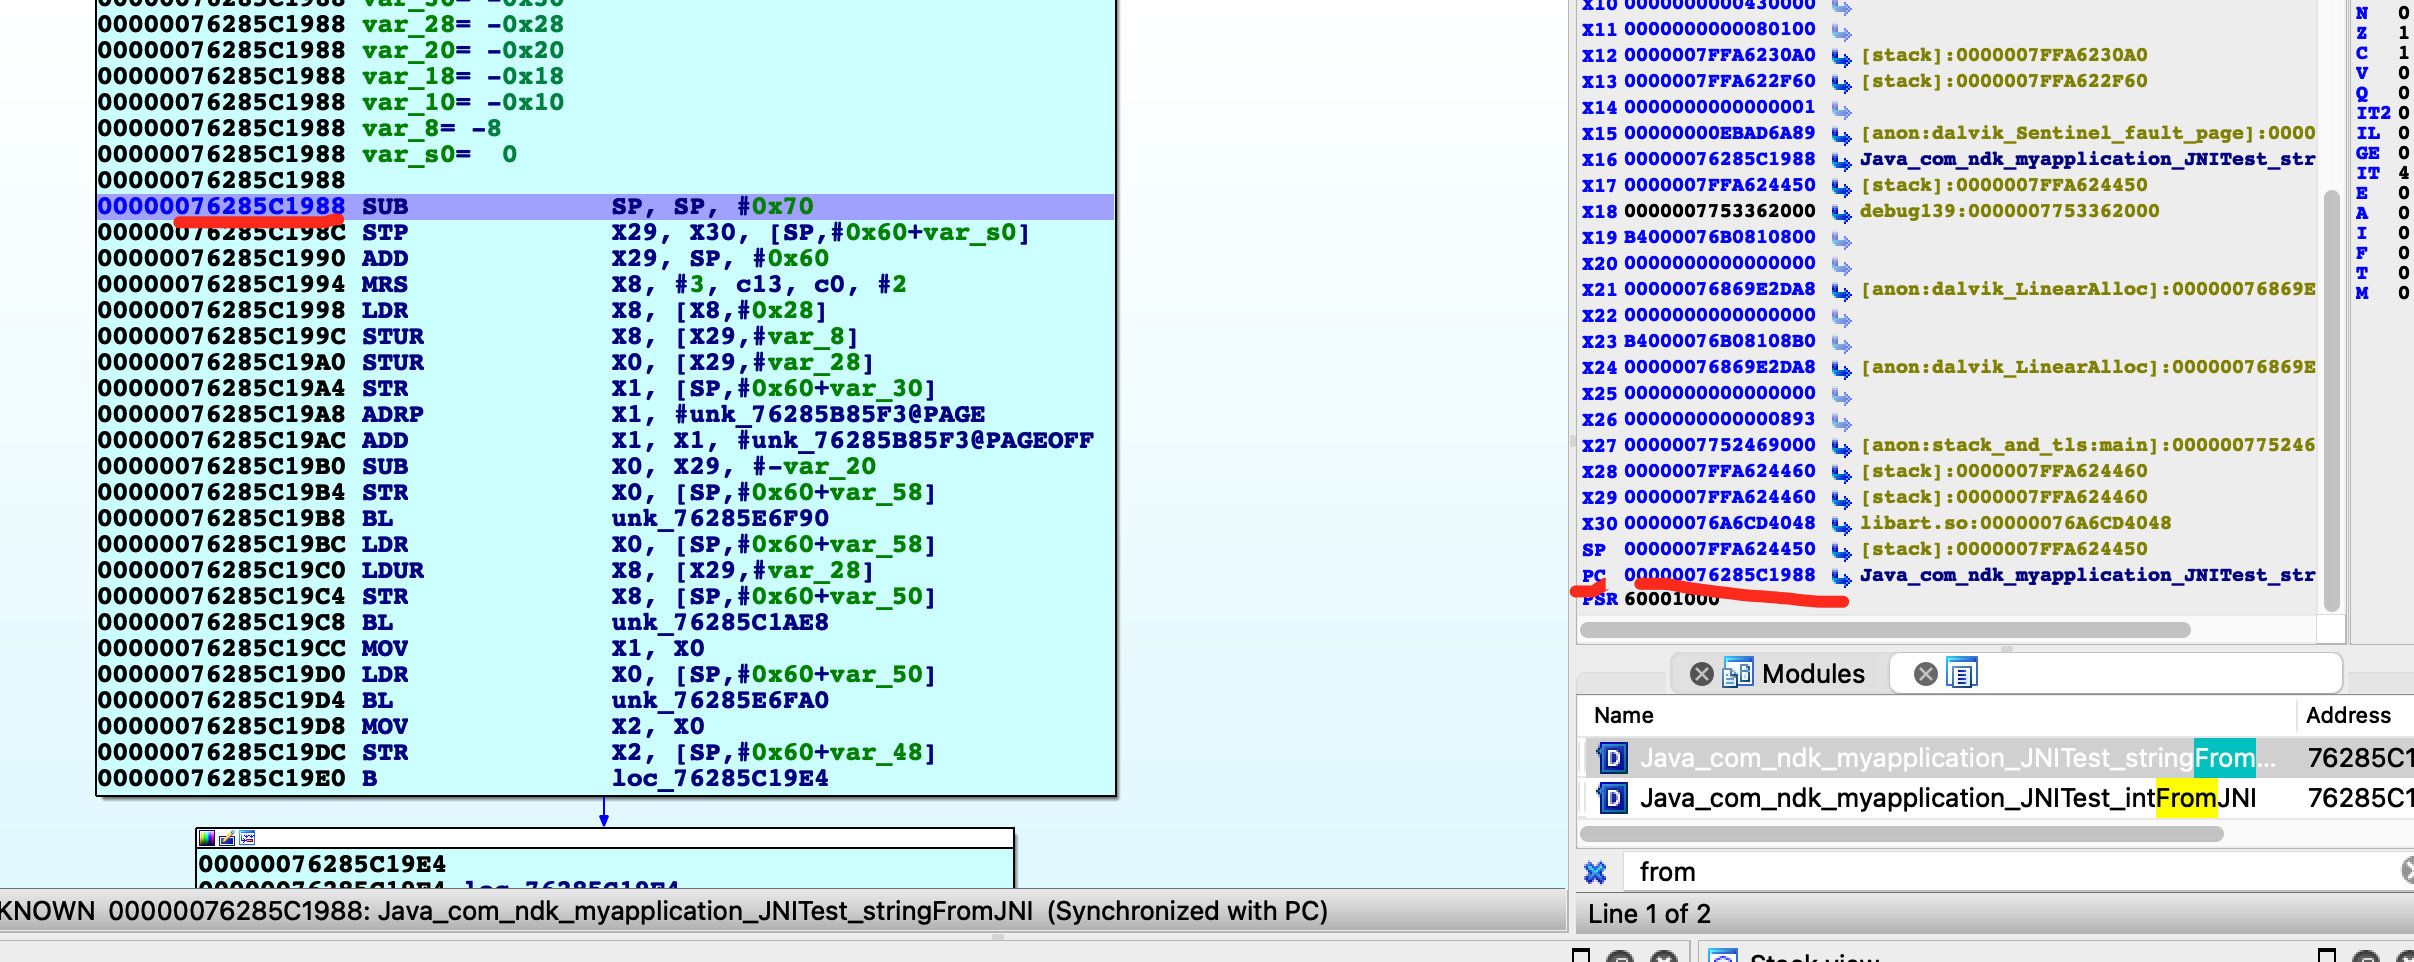 00000076285C1988 var_30= -0x30
00000076285C1988 var_28= -0x28
00000076285C1988 var_20= -0x20
00000076285C1988 var_18= -0x18
00000076285C1988 var_10= -0x10
00000076285C1988 var_8= -8
00000076285C1988 var_s0=  0
00000076285C1988
00000076285C1988 SUB SP, SP, #0x70
00000076285C198C STP X29, X30, [SP,#0x60+var_s0]
00000076285C1990 ADD X29, SP, #0x60
00000076285C1994 MRS X8, #3, c13, c0, #2
00000076285C1998 LDR X8, [X8,#0x28]
00000076285C199C STUR X8, [X29,#var_8]
00000076285C19A0 STUR X0, [X29,#var_28]
00000076285C19A4 STR X1, [SP,#0x60+var_30]
00000076285C19A8 ADRP X1, #unk_76285B85F3@PAGE
00000076285C19AC ADD X1, X1, #unk_76285B85F3@PAGEOFF
00000076285C19B0 SUB X0, X29, #-var_20
00000076285C19B4 STR X0, [SP,#0x60+var_58]
00000076285C19B8 BL unk_76285E6F90
00000076285C19BC LDR X0, [SP,#0x60+var_58]
00000076285C19C0 LDUR X8, [X29,#var_28]
00000076285C19C4 STR X8, [SP,#0x60+var_50]
00000076285C19C8 BL unk_76285C1AE8
00000076285C19CC MOV X1, X0
00000076285C19D0 LDR X0, [SP,#0x60+var_50]
00000076285C19D4 BL unk_76285E6FA0
00000076285C19D8 MOV X2, X0
00000076285C19DC STR X2, [SP,#0x60+var_48]
00000076285C19E0 B loc_76285C19E4
00000076285C19E4
00000076285C19E4 loc_76285C19E4
KNOWN 00000076285C1988: Java_com_ndk_myapplication_JNITest_stringFromJNI (Synchronized with PC)
X10 0000000000430000
X11 0000000000080100
X12 0000007FFA6230A0 [stack]:0000007FFA6230A0
X13 0000007FFA622F60 [stack]:0000007FFA622F60
X14 0000000000000001
X15 00000000EBAD6A89 [anon:dalvik_Sentinel_fault_page]:0000
X16 00000076285C1988 Java_com_ndk_myapplication_JNITest_str
X17 0000007FFA624450 [stack]:0000007FFA624450
X18 0000007753362000 debug139:0000007753362000
X19 B4000076B0810800
X20 0000000000000000
X21 00000076869E2DA8 [anon:dalvik_LinearAlloc]:00000076869E
X22 0000000000000000
X23 B4000076B08108B0
X24 00000076869E2DA8 [anon:dalvik_LinearAlloc]:00000076869E
X25 0000000000000000
X26 0000000000000893
X27 0000007752469000 [anon:stack_and_tls:main]:000000775246
X28 0000007FFA624460 [stack]:0000007FFA624460
X29 0000007FFA624460 [stack]:0000007FFA624460
X30 00000076A6CD4048 libart.so:00000076A6CD4048
SP 0000007FFA624450 [stack]:0000007FFA624450
PC 00000076285C1988 Java_com_ndk_myapplication_JNITest_str
PSR 60001000
N 0
Z 1
C 1
V 0
Q 0
IT2 0
IL 0
GE 0
IT 4
E 0
A 0
I 0
F 0
T 0
M 0
Modules
Name Address
Java_com_ndk_myapplication_JNITest_stringFrom... 76285C1
Java_com_ndk_myapplication_JNITest_intFromJNI 76285C1
from
Line 1 of 2
Stack view